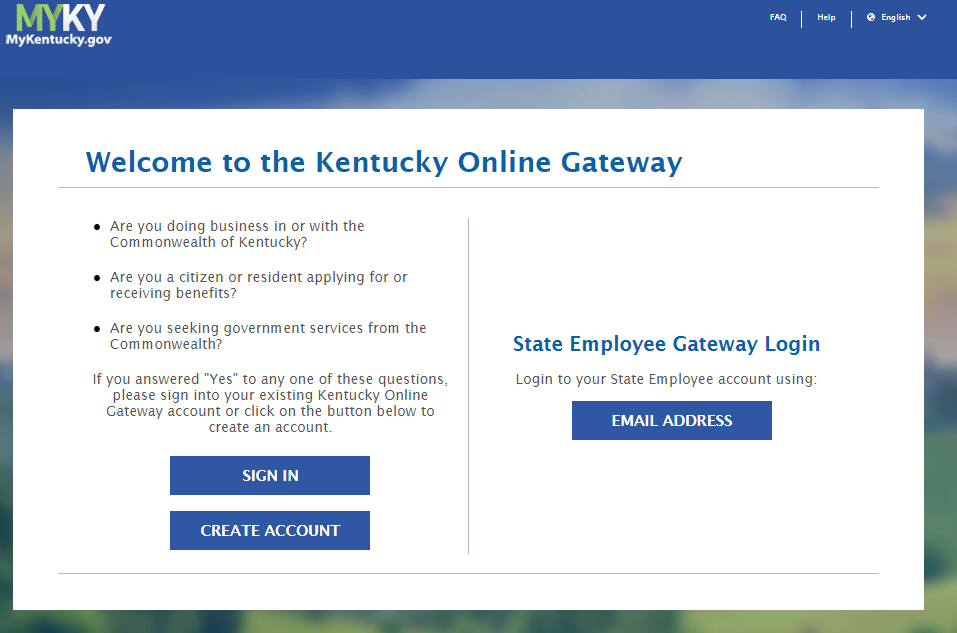 MYKY
MyKentucky.gov
FAQ
Help
English
Welcome to the Kentucky Online Gateway
Are you doing business in or with the
Commonwealth of Kentucky?
Are you a citizen or resident applying for or
receiving benefits?
Are you seeking government services from the
Commonwealth?
If you answered "Yes" to any one of these questions,
please sign into your existing Kentucky Online
Gateway account or click on the button below to
create an account.
SIGN IN
CREATE ACCOUNT
State Employee Gateway Login
Login to your State Employee account using:
EMAIL ADDRESS